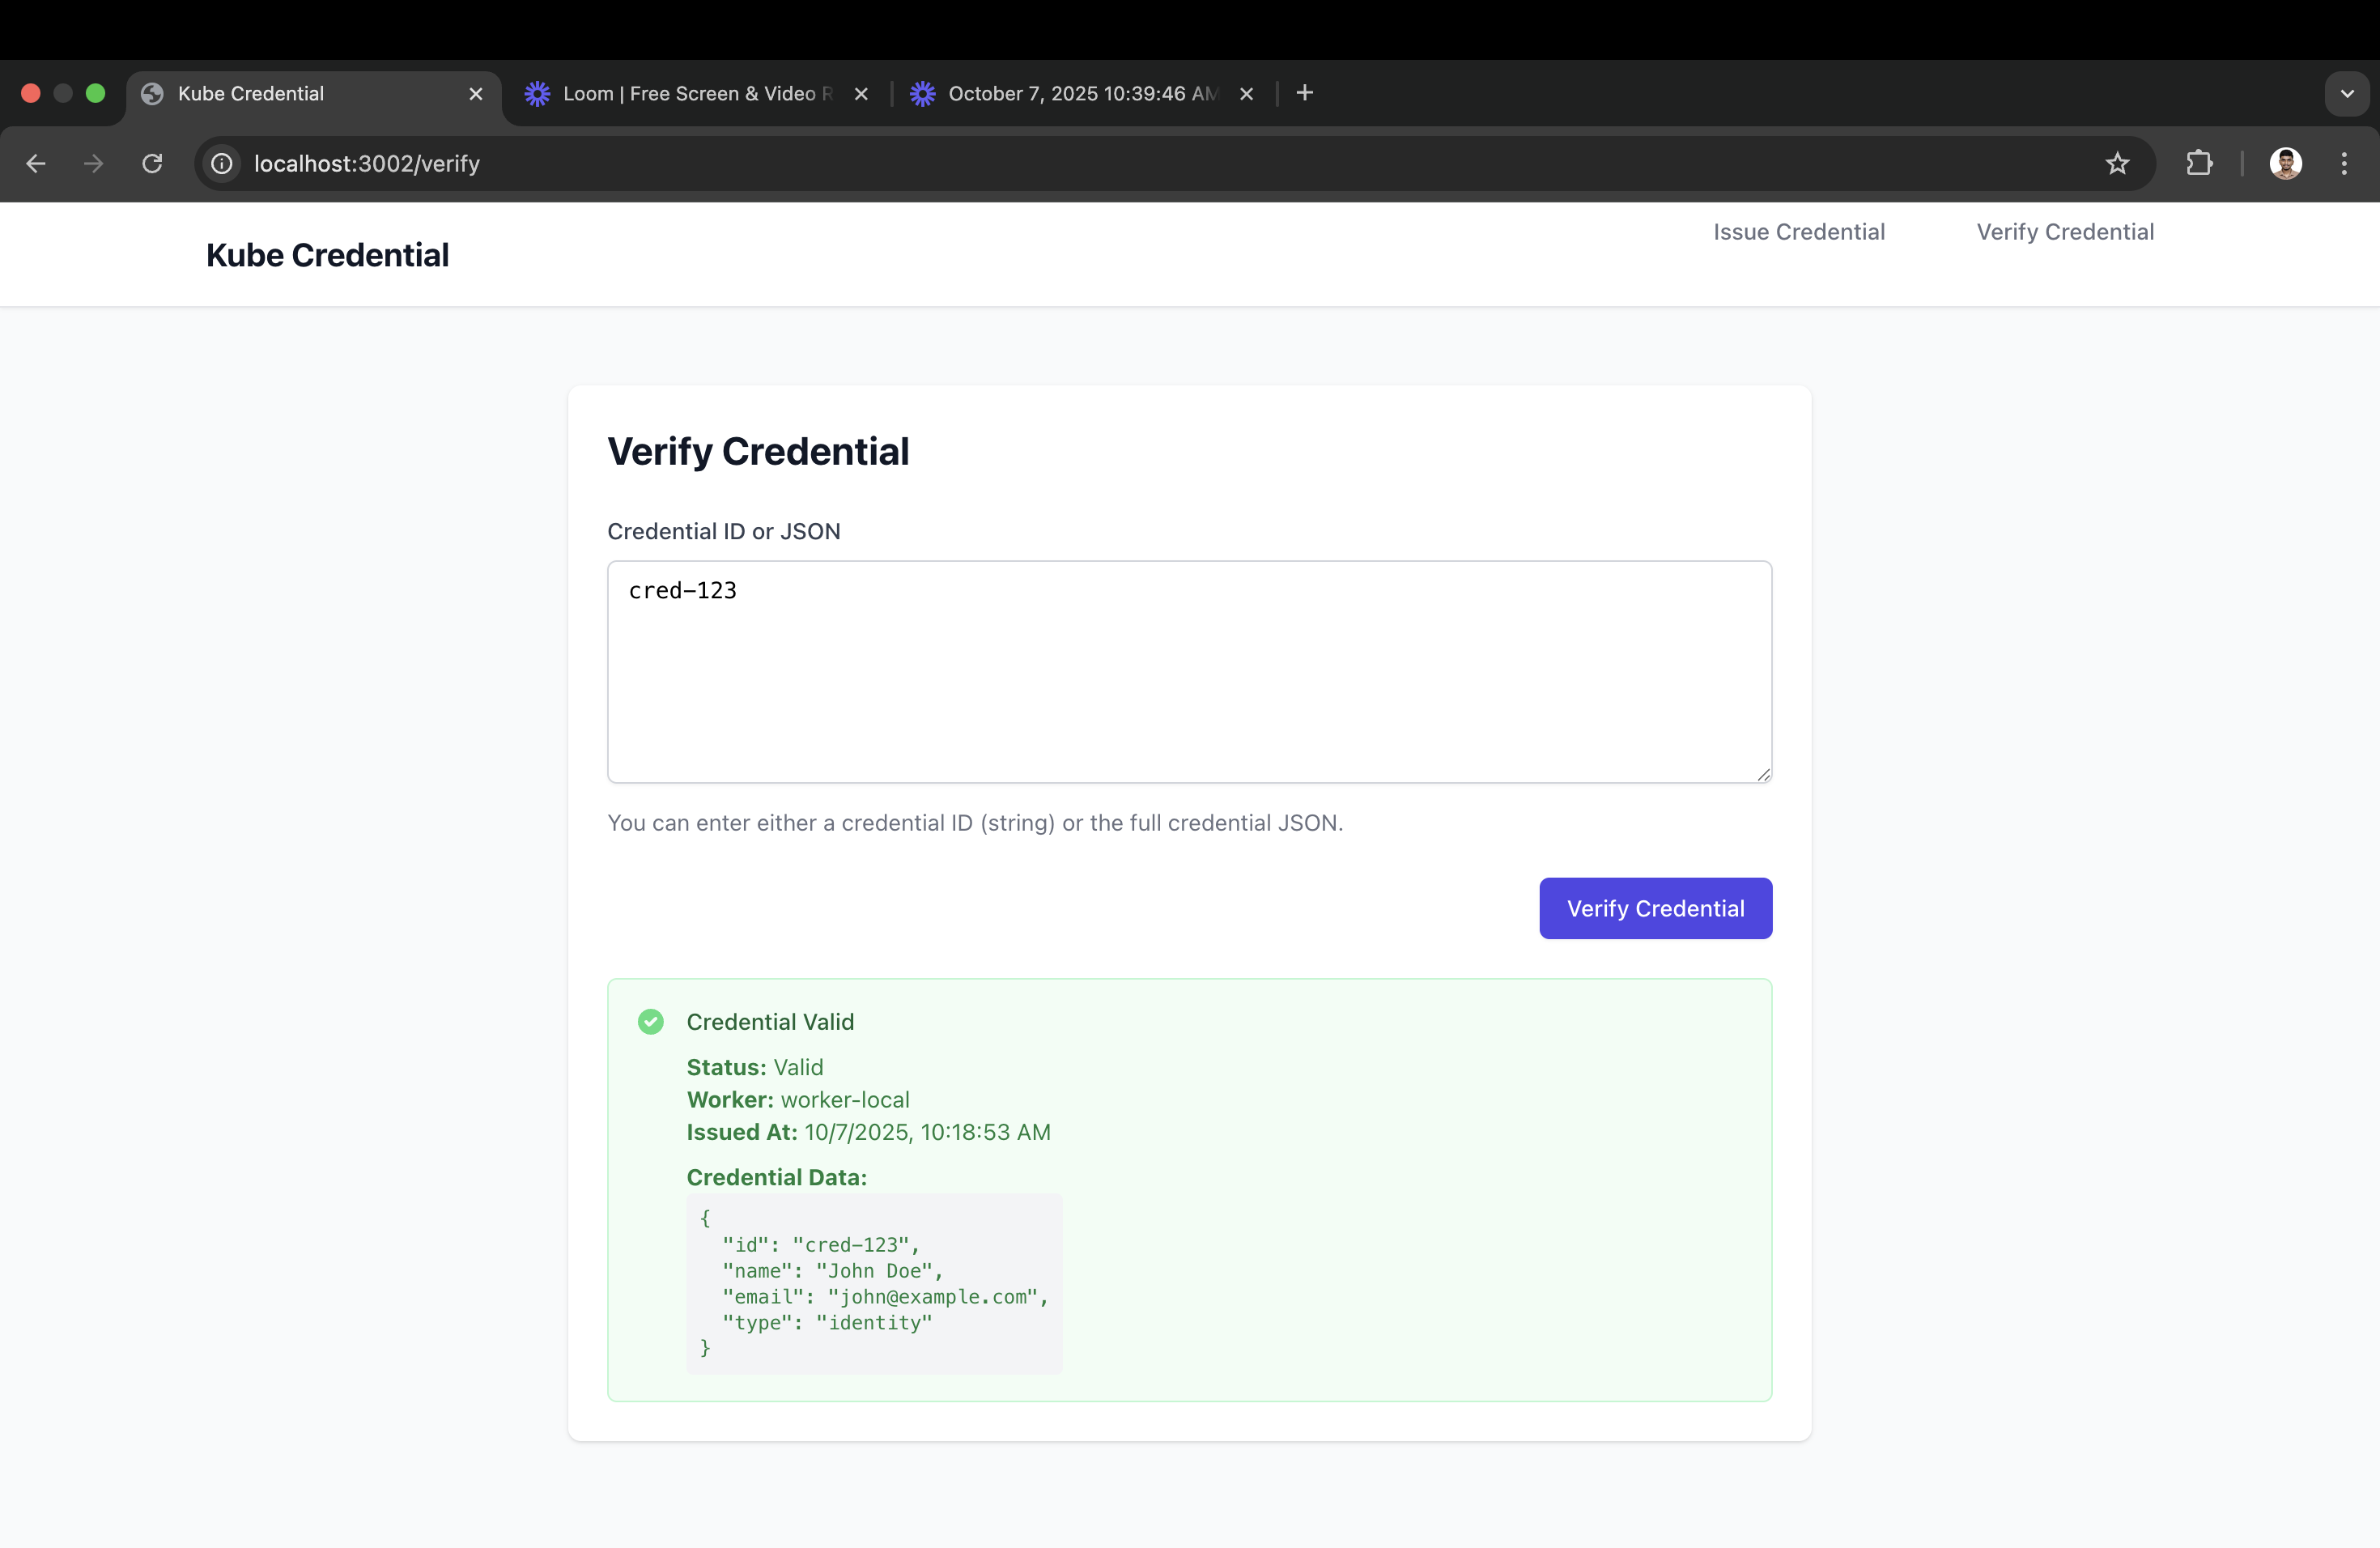 Kube Credential
Loom | Free Screen & Video R
October 7, 2025 10:39:46 AM
localhost:3002/verify
Kube Credential
Issue Credential
Verify Credential
Verify Credential
Credential ID or JSON
cred-123
You can enter either a credential ID (string) or the full credential JSON.
Verify Credential
Credential Valid
Status: Valid
Worker: worker-local
Issued At: 10/7/2025, 10:18:53 AM
Credential Data:
{
  "id": "cred-123",
  "name": "John Doe",
  "email": "john@example.com",
  "type": "identity"
}